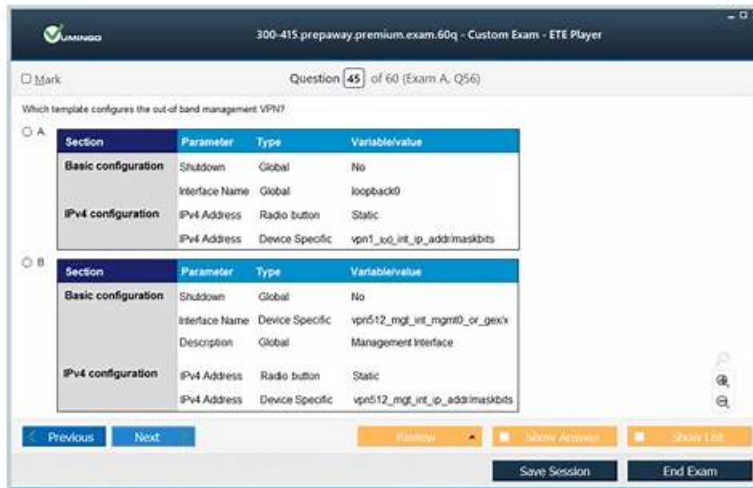 VUMINGO
300-415.prepaway.premium.exam.60q - Custom Exam - ETE Player
Mark
Question 45 of 60 (Exam A, Q56)
Which template configures the out-of band management VPN?
A
Section Parameter Type Variable/value
Basic configuration Shutdown Global No
Interface Name Global loopback0
IPv4 configuration IPv4 Address Radio button Static
IPv4 Address Device Specific vpn1_lo0_int_ip_addr/maskbits
B
Section Parameter Type Variable/value
Basic configuration Shutdown Global No
Interface Name Device Specific vpn512_mgt_int_mgmt0_or_gex/x
Description Global Management Interface
IPv4 configuration IPv4 Address Radio button Static
IPv4 Address Device Specific vpn512_mgt_int_ip_addr/maskbits
Previous Next Review Show Answer Show List
Save Session End Exam